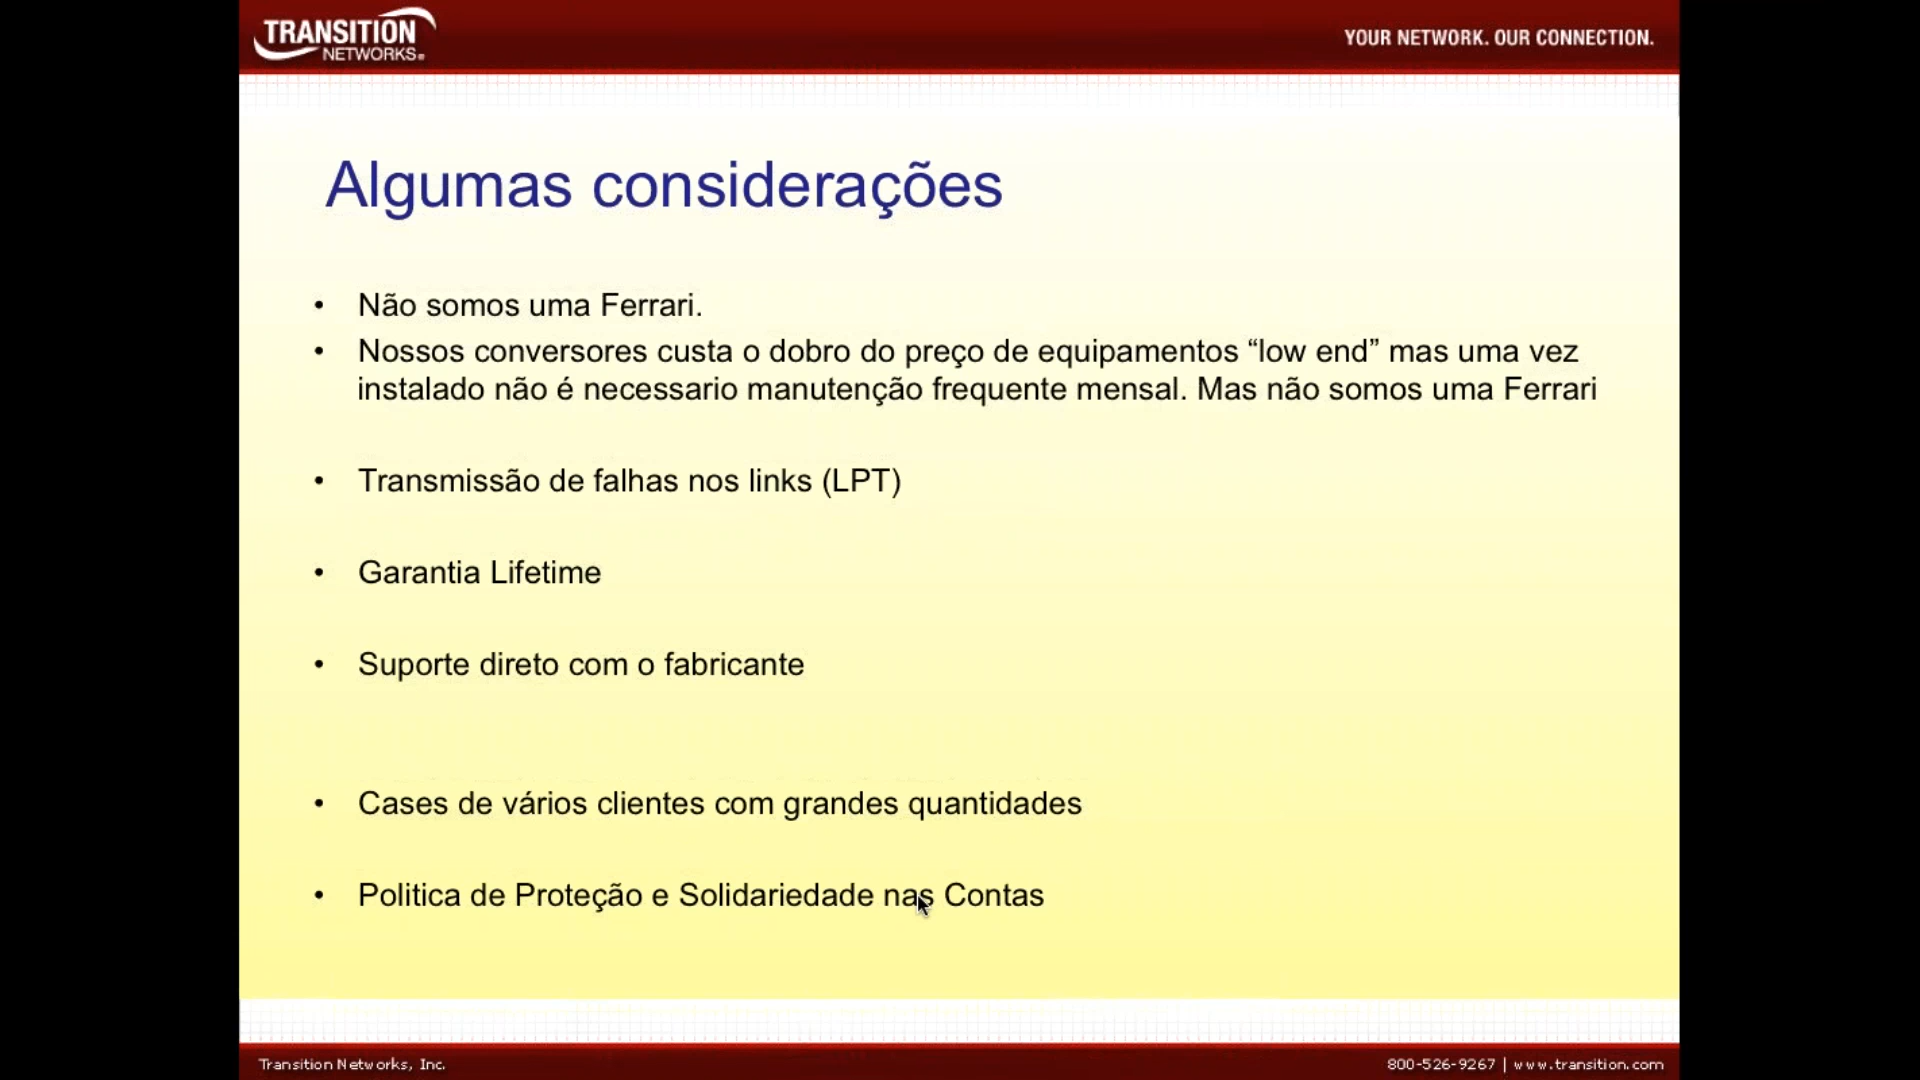 TRANSITION
NETWORKS®
YOUR NETWORK. OUR CONNECTION.
Algumas considerações
• Não somos uma Ferrari.
• Nossos conversores custa o dobro do preço de equipamentos “low end” mas uma vez
instalado não é necessario manutenção frequente mensal. Mas não somos uma Ferrari
• Transmissão de falhas nos links (LPT)
• Garantia Lifetime
• Suporte direto com o fabricante
• Cases de vários clientes com grandes quantidades
• Politica de Proteção e Solidariedade nas Contas
Transition Networks, Inc.
800-526-9267 | www.transition.com